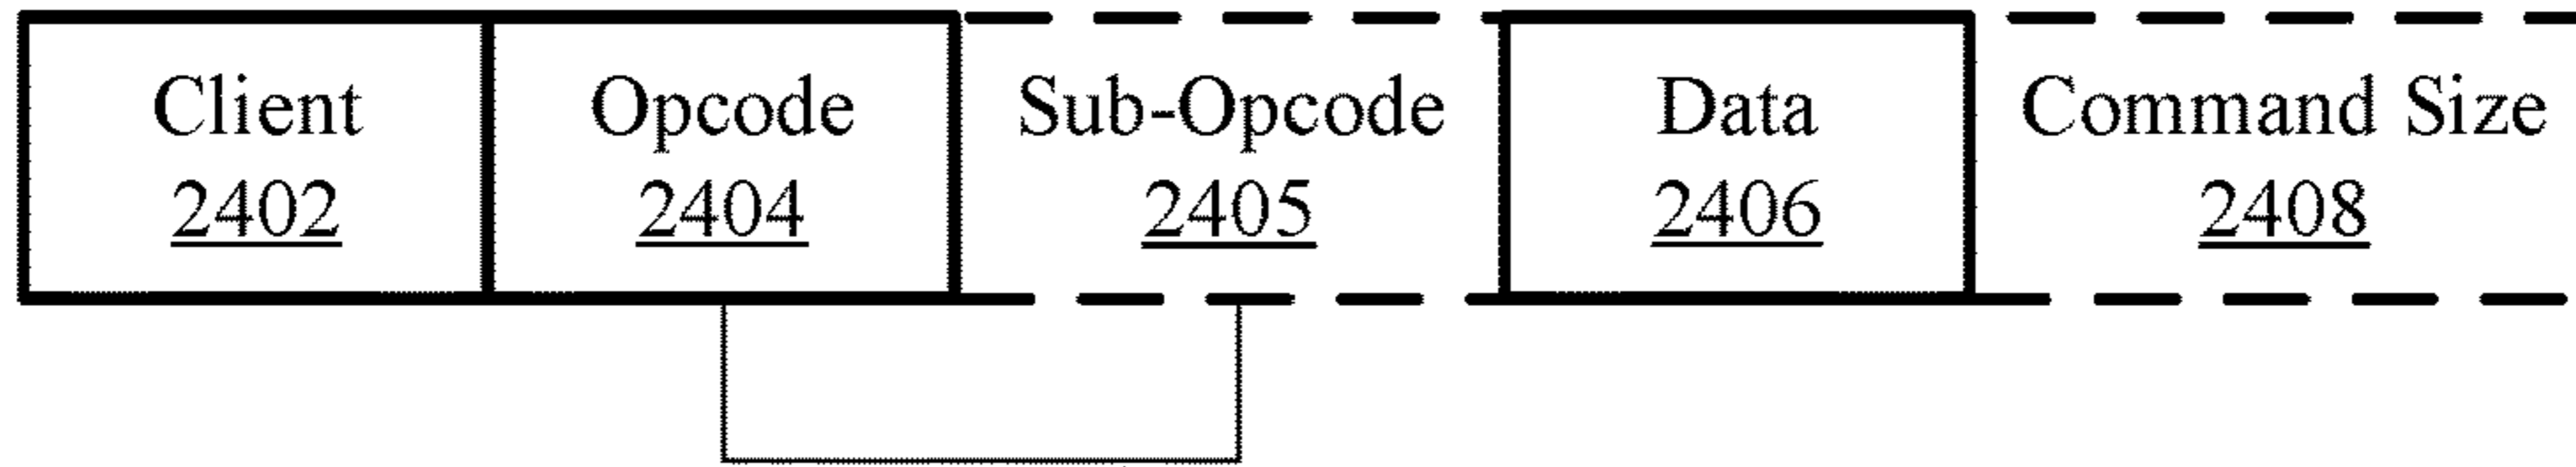 Client
2402
Opcode
2404
Sub-Opcode
2405
Data
2406
Command Size
2408